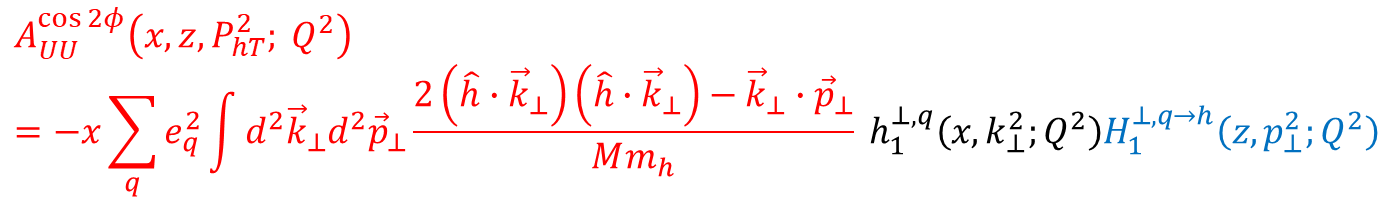 $A_{UU}^{\cos 2\phi}(x, z, P_{hT}^2;\ Q^2)$
$= -x \sum_q e_q^2 \int d^2\vec{k}_\perp d^2\vec{p}_\perp \frac{2(\hat{h} \cdot \vec{k}_\perp)(\hat{h} \cdot \vec{k}_\perp) - \vec{k}_\perp \cdot \vec{p}_\perp}{M m_h}\ h_1^{\perp,q}(x, k_\perp^2; Q^2) H_1^{\perp,q \to h}(z, p_\perp^2; Q^2)$